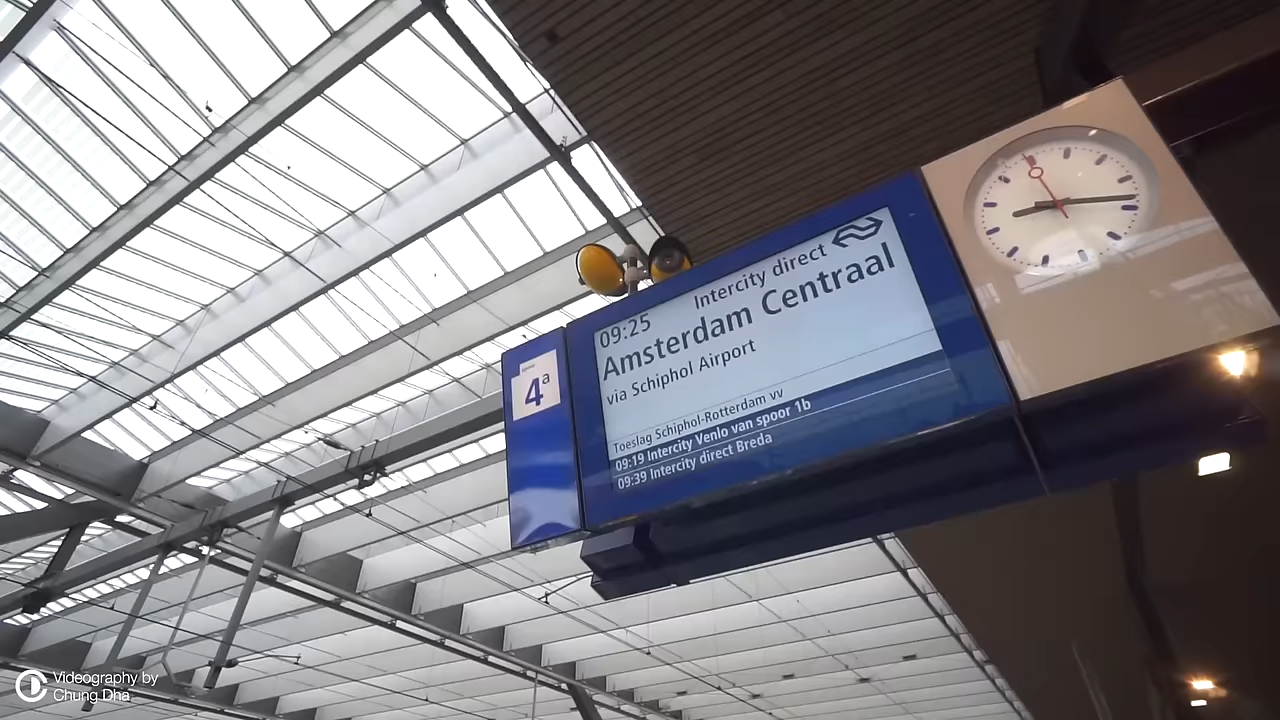 4a
09:25
Intercity direct
Amsterdam Centraal
via Schiphol Airport
Toeslag Schiphol-Rotterdam vv
09:19 Intercity Venlo van spoor 1b
09:39 Intercity direct Breda
Videography by
Chung Dha